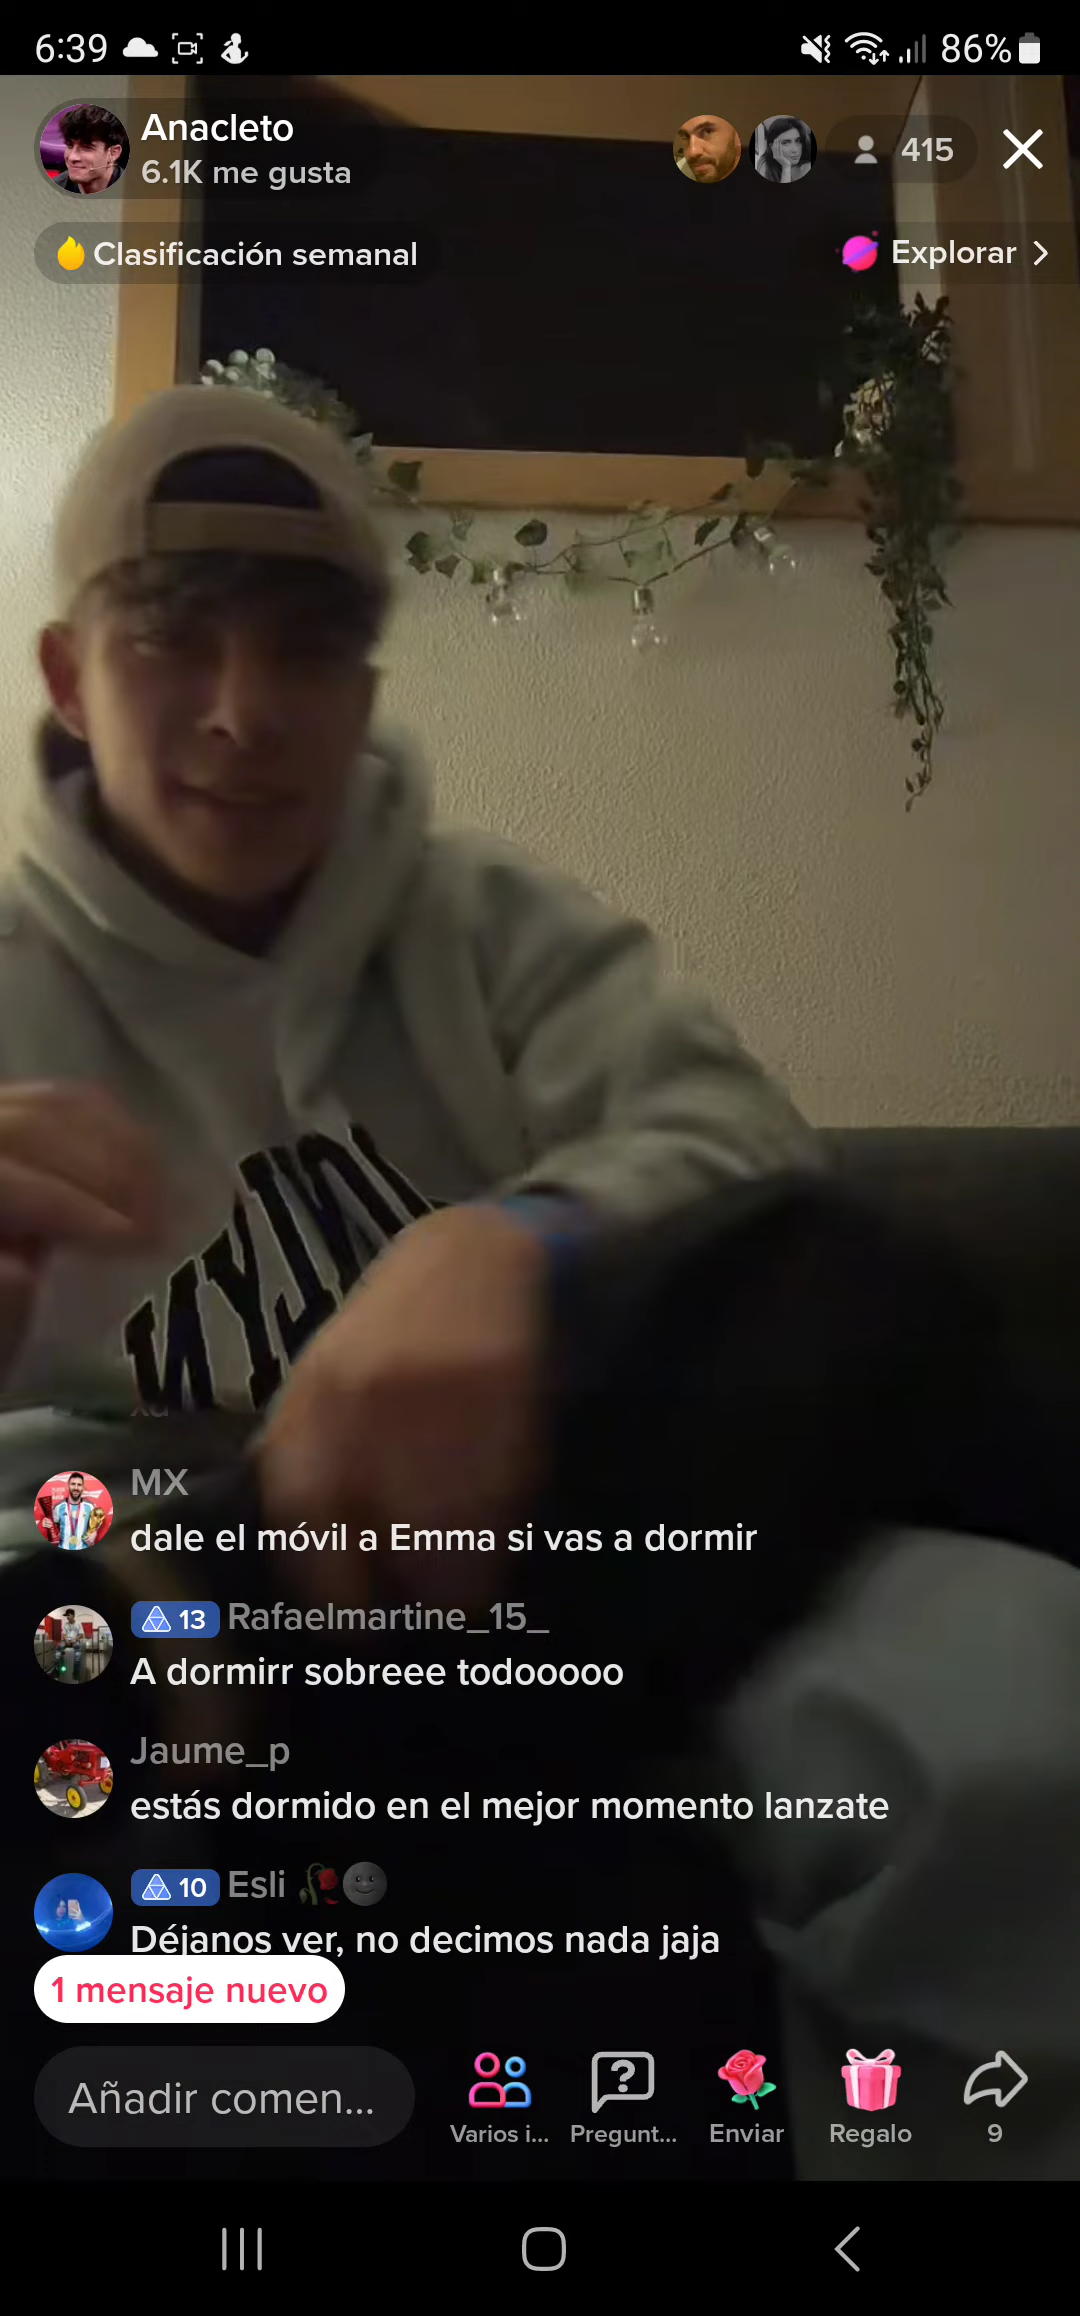 6:39
86%
Anacleto
6.1K me gusta
415
Clasificación semanal
Explorar
MX
dale el móvil a Emma si vas a dormir
13 Rafaelmartine_15_
A dormirr sobreee todooooo
Jaume_p
estás dormido en el mejor momento lanzate
10 Esli
Déjanos ver, no decimos nada jaja
1 mensaje nuevo
Añadir comen...
Varios i...
Pregunt...
Enviar
Regalo
9